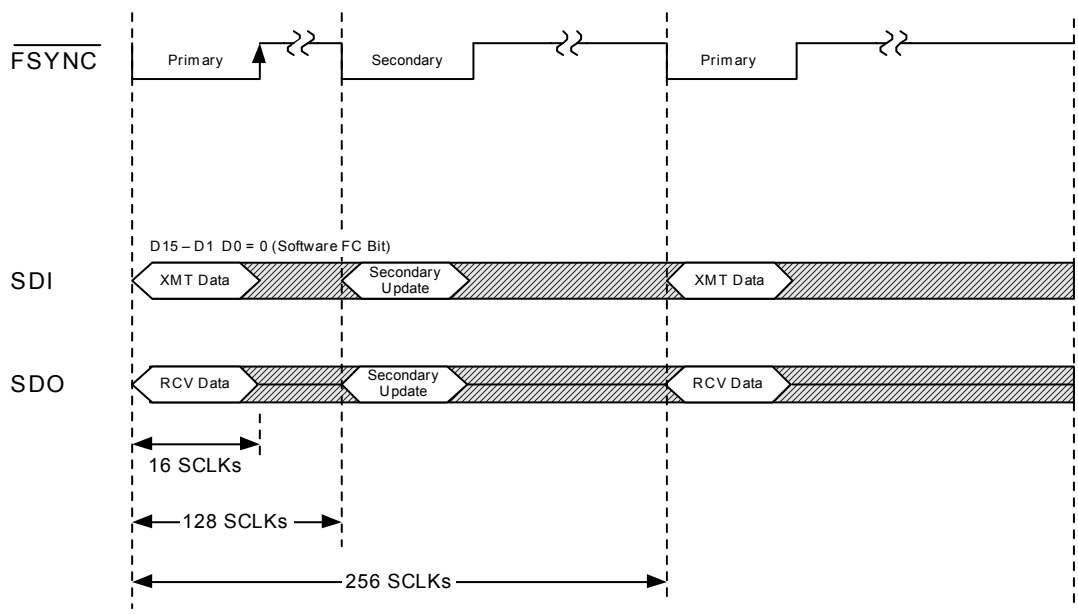 FSYNC
Primary
Secondary
Primary
D15 – D1 D0 = 0 (Software FC Bit)
SDI
XMT Data
Secondary
Update
XMT Data
SDO
RCV Data
Secondary
Update
RCV Data
16 SCLKs
128 SCLKs
256 SCLKs